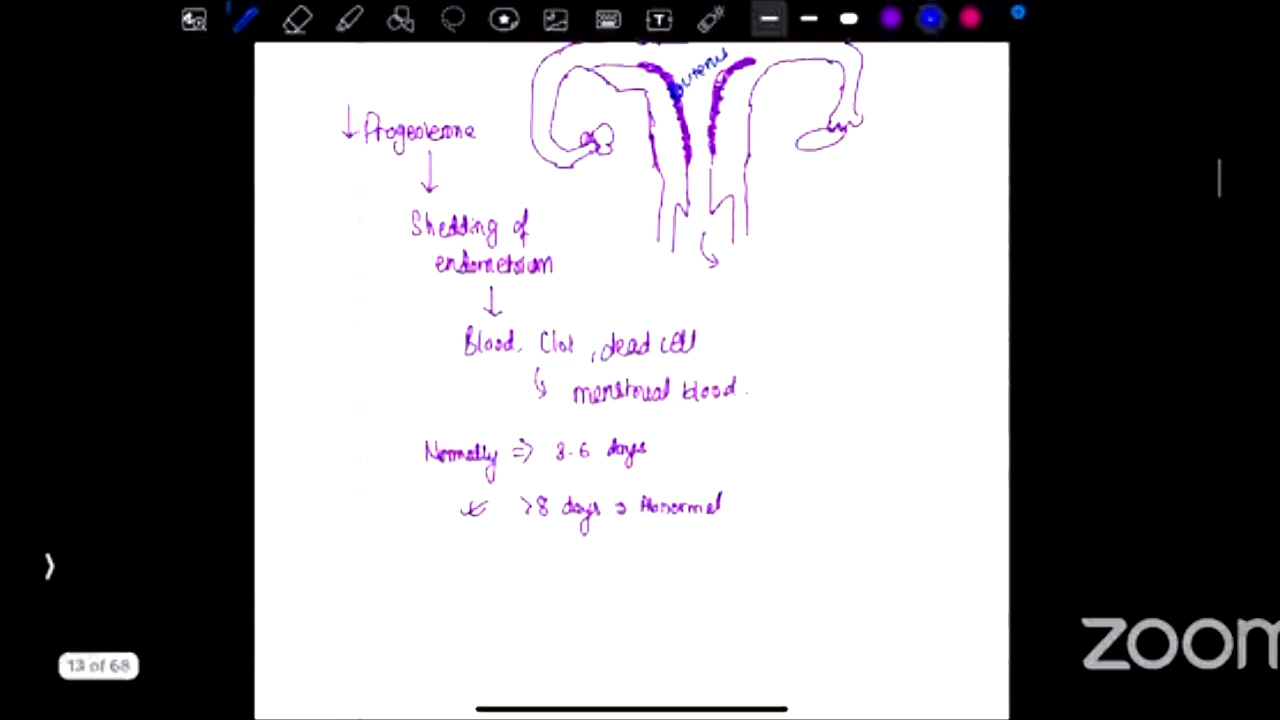 uterus
↓ Progesterone
↓
Shedding of
endometrium
↓
Blood, Clot, dead cell
↳ menstrual blood.
Normally ⇒ 3-6 days
>8 days → Abnormal
13 of 68
zoom